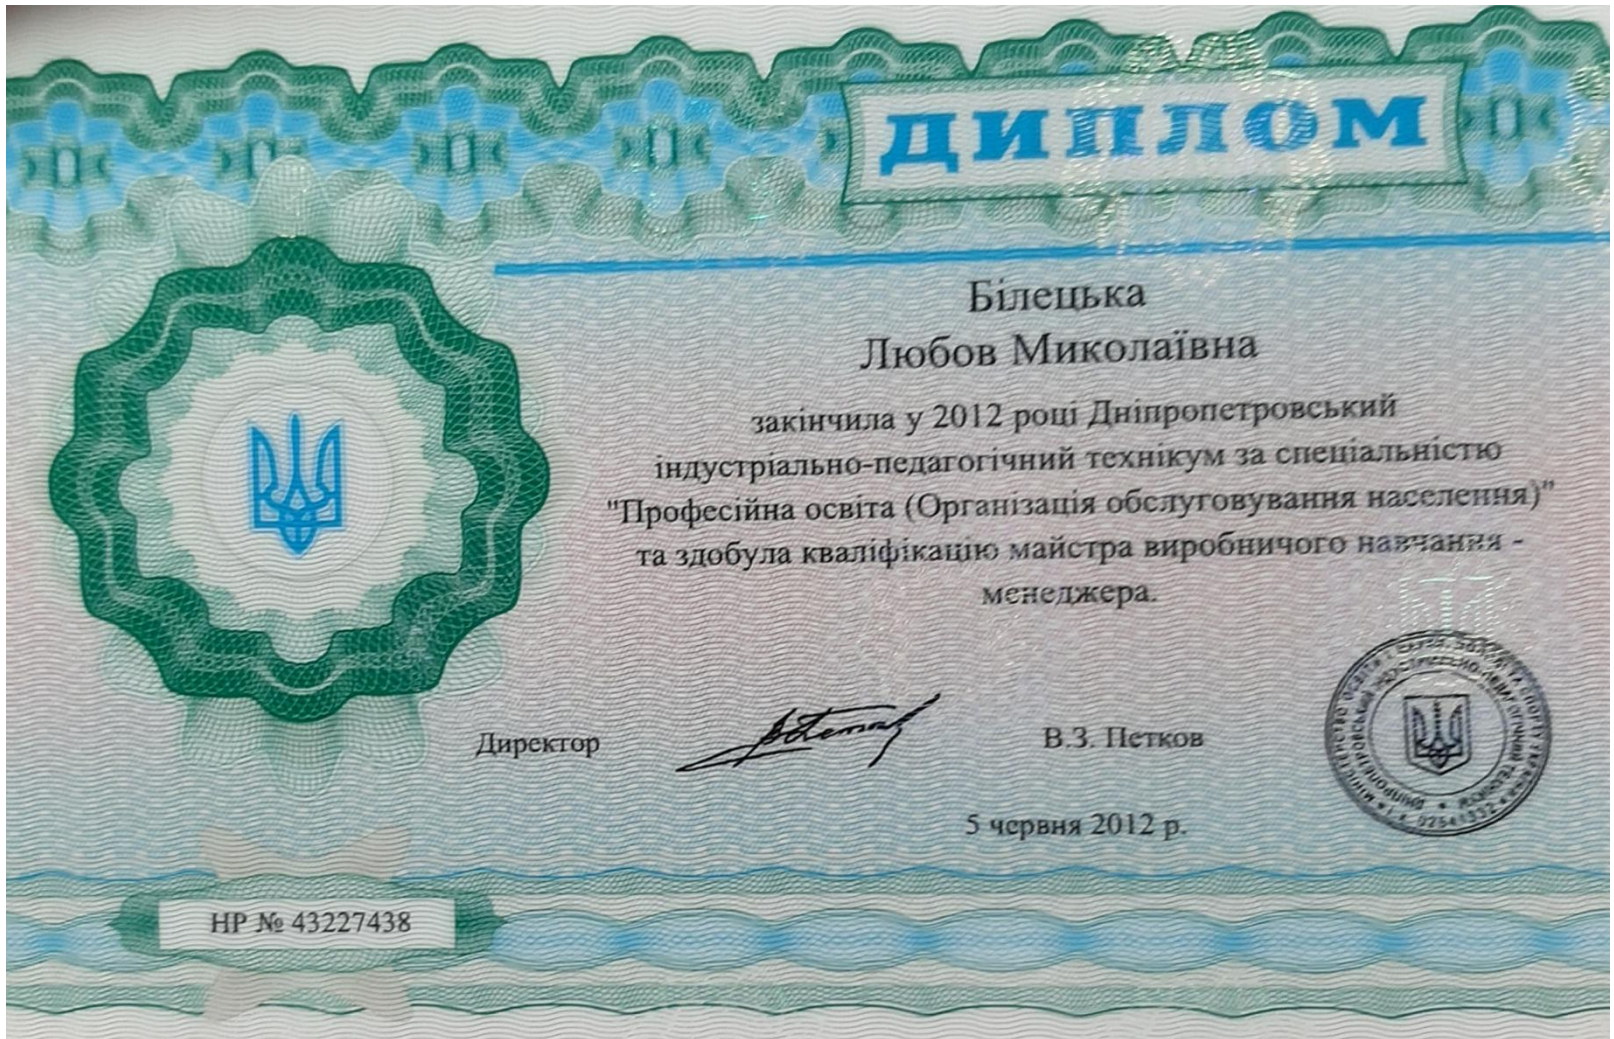 ДИПЛОМ
Білецька
Любов Миколаївна
закінчила у 2012 році Дніпропетровський
індустріально-педагогічний технікум за спеціальністю
"Професійна освіта (Організація обслуговування населення)"
та здобула кваліфікацію майстра виробничого навчання -
менеджера.
Директор
В.З. Петков
5 червня 2012 р.
НР № 43227438